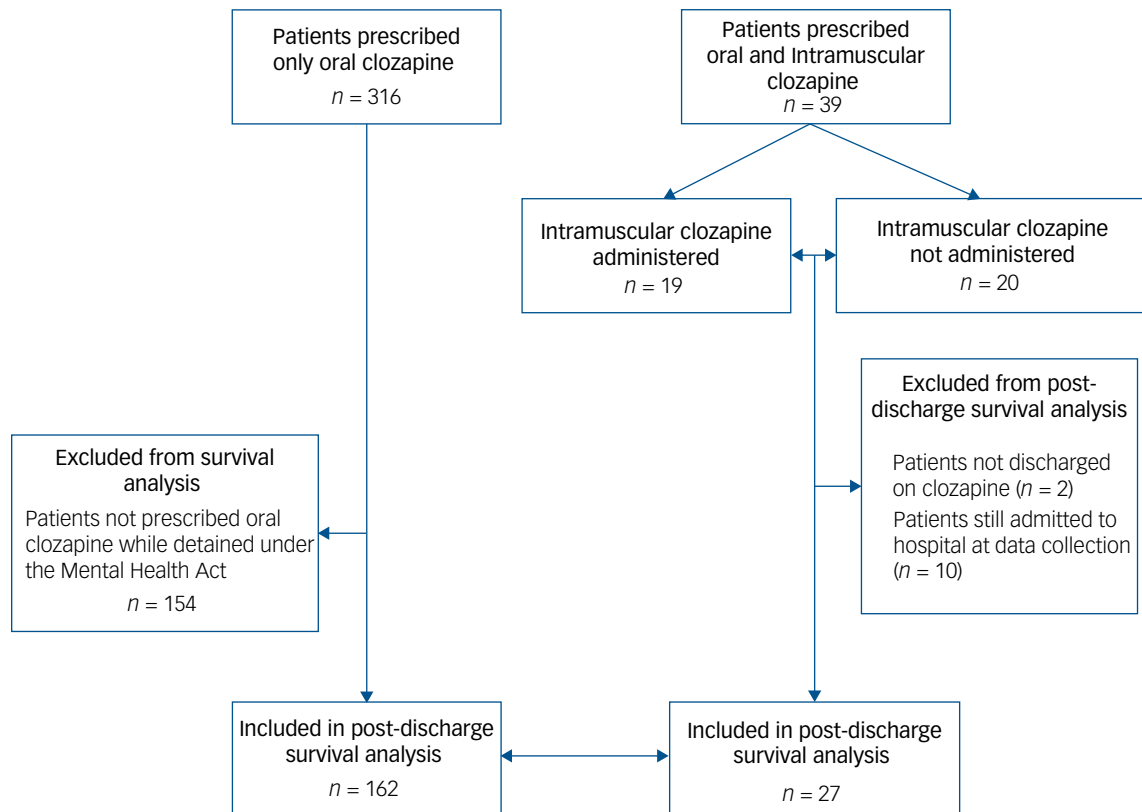 Patients prescribed
only oral clozapine
n = 316
Patients prescribed
oral and Intramuscular
clozapine
n = 39
Intramuscular clozapine
administered
n = 19
Intramuscular clozapine
not administered
n = 20
Excluded from post-
discharge survival analysis
Patients not discharged
on clozapine (n = 2)
Patients still admitted to
hospital at data collection
(n = 10)
Excluded from survival
analysis
Patients not prescribed oral
clozapine while detained under
the Mental Health Act
n = 154
Included in post-discharge
survival analysis
n = 162
Included in post-discharge
survival analysis
n = 27